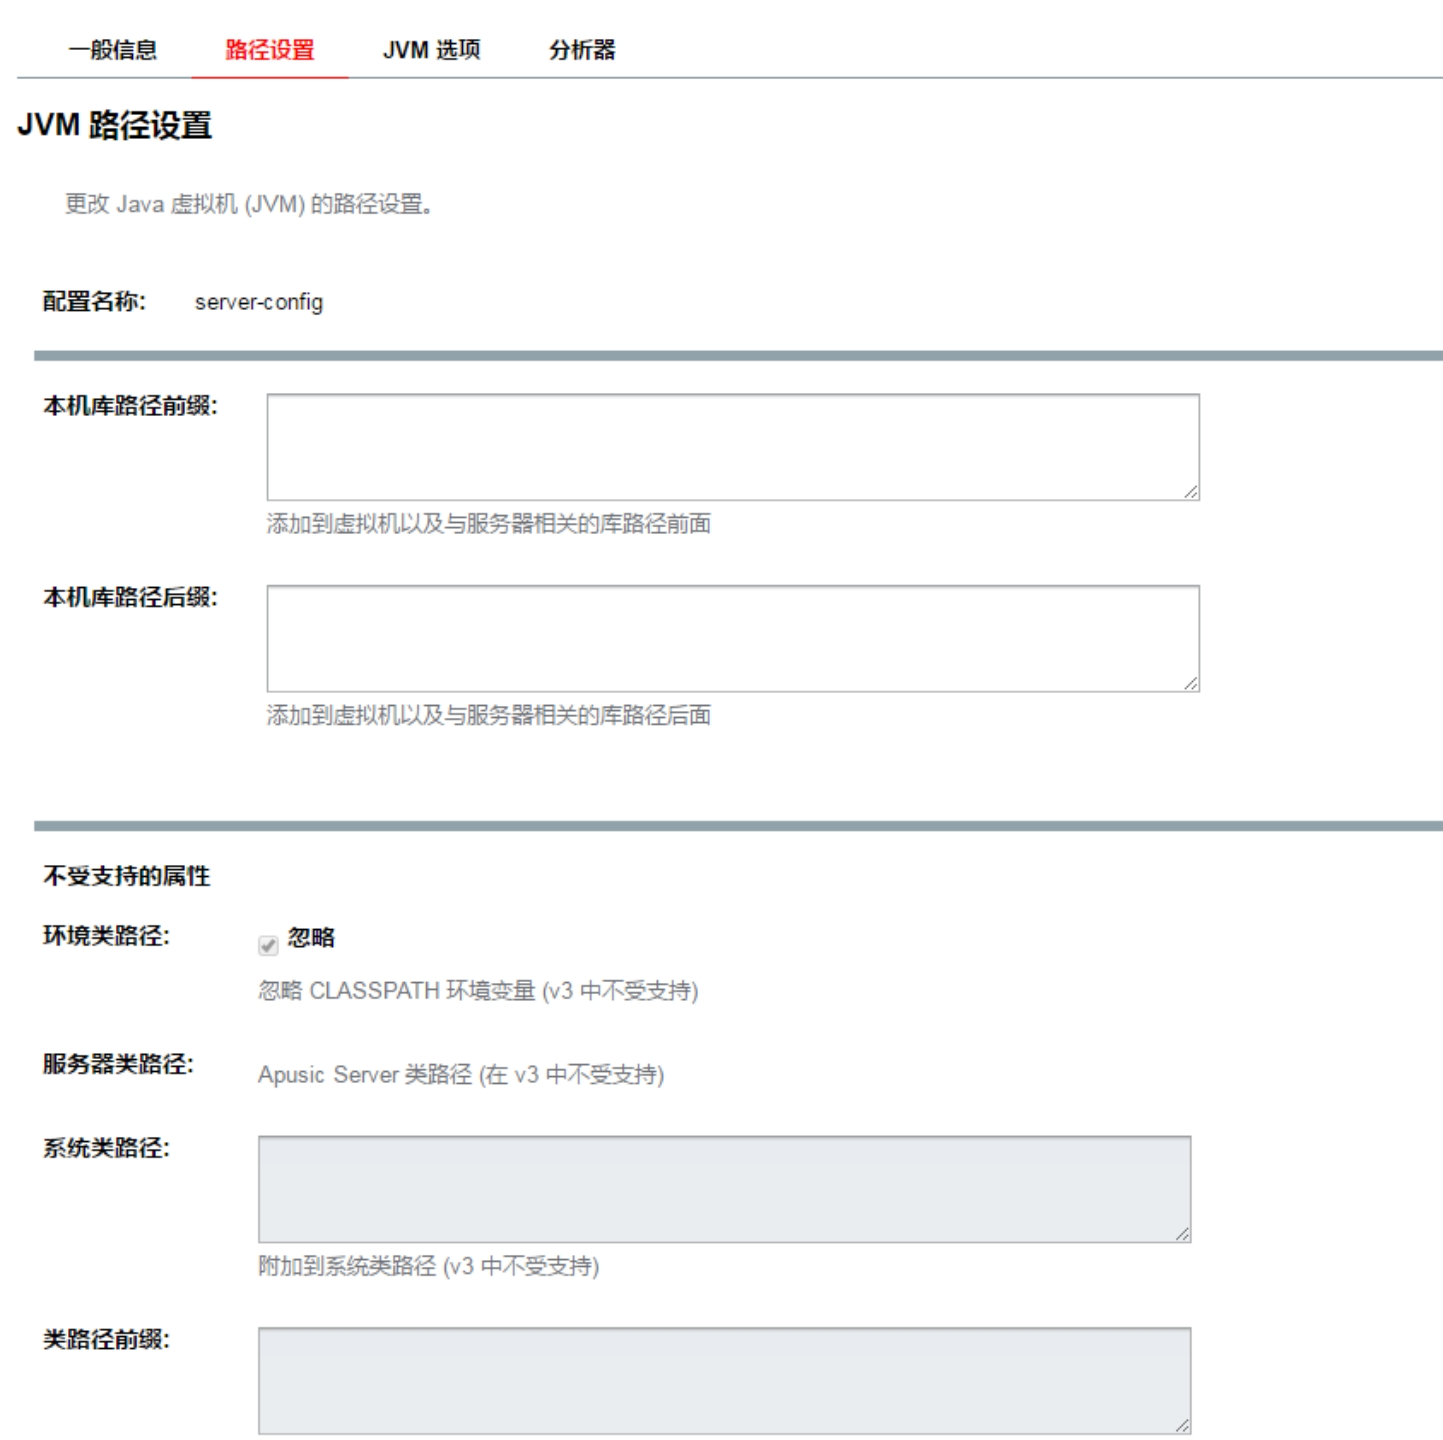 一般信息 路径设置 JVM 选项 分析器
JVM 路径设置
更改 Java 虚拟机 (JVM) 的路径设置。
配置名称: server-config
本机库路径前缀:
添加到虚拟机以及与服务器相关的库路径前面
本机库路径后缀:
添加到虚拟机以及与服务器相关的库路径后面
不受支持的属性
环境类路径: 忽略
忽略 CLASSPATH 环境变量 (v3 中不受支持)
服务器类路径: Apusic Server 类路径 (在 v3 中不受支持)
系统类路径:
附加到系统类路径 (v3 中不受支持)
类路径前缀: